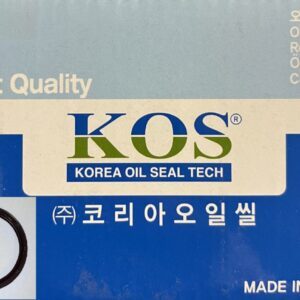 Quality
KOS®
KOREA OIL SEAL TECH
(주)코리아오일씰
MADE IN